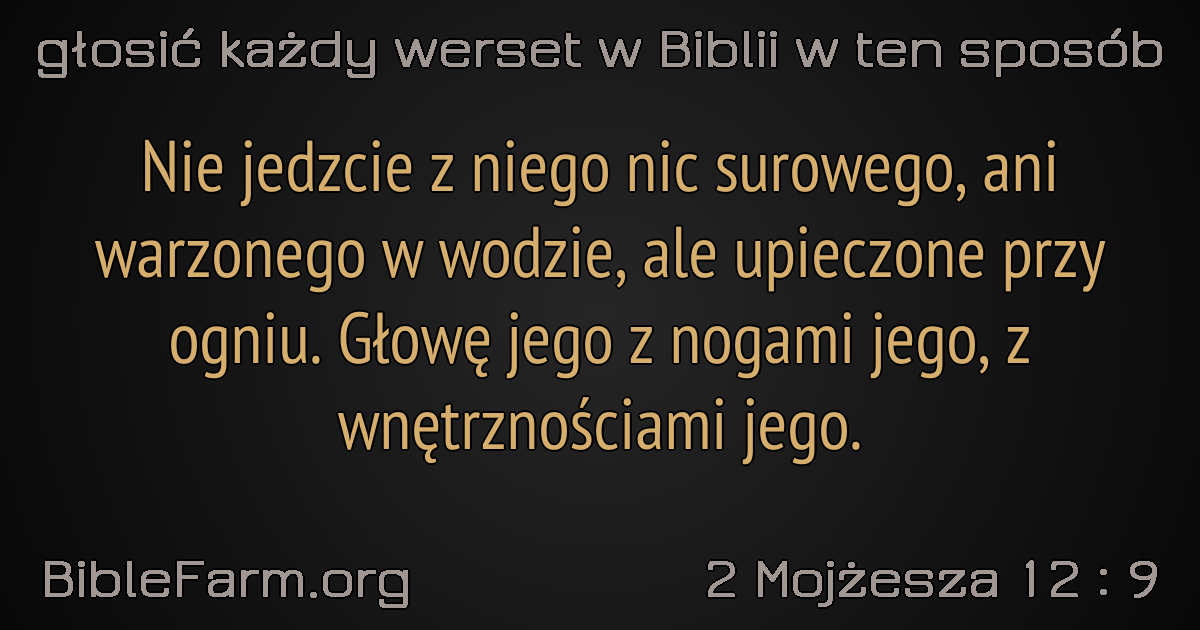 głosić każdy werset w Biblii w ten sposób
Nie jedzcie z niego nic surowego, ani
warzonego w wodzie, ale upieczone przy
ogniu. Głowę jego z nogami jego, z
wnętrznościami jego.
BibleFarm.org
2 Mojżesza 12 : 9